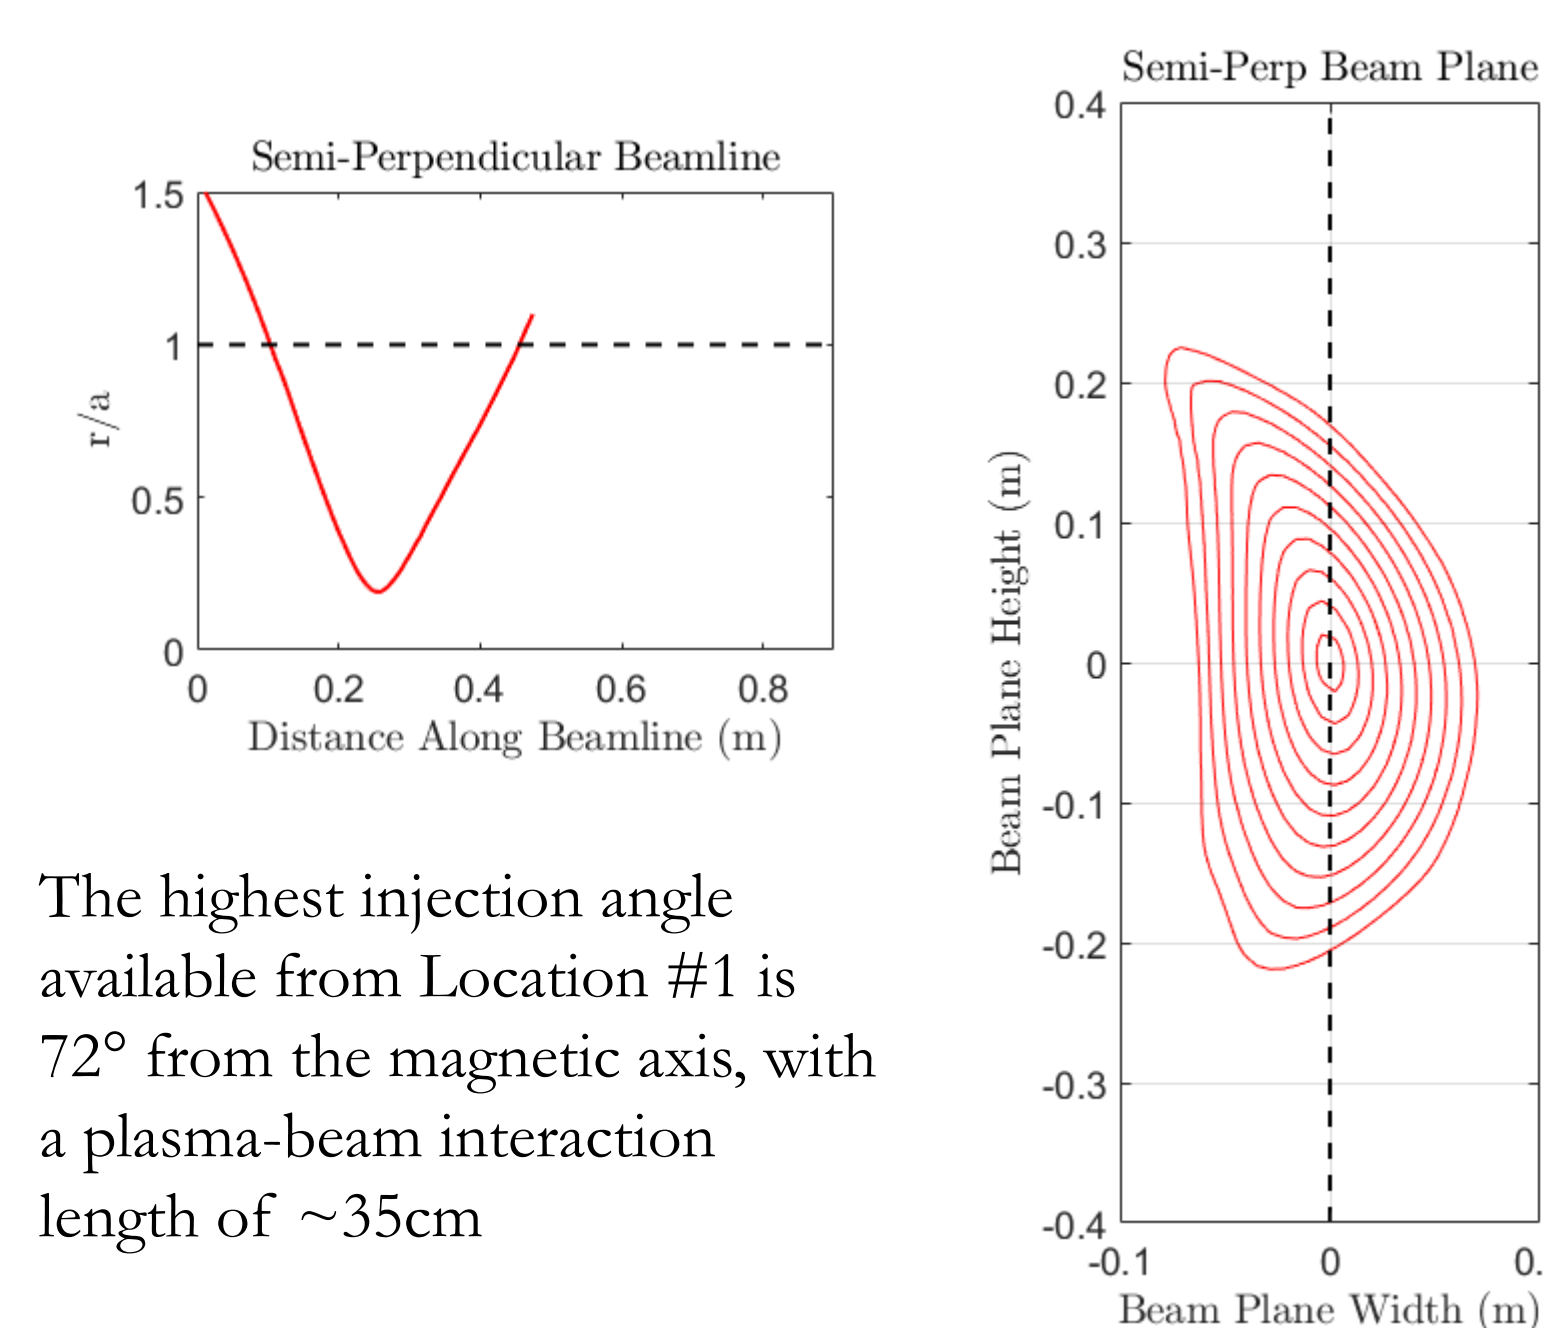 Semi-Perpendicular Beamline
1.5
1
0.5
0
r/a
0 0.2 0.4 0.6 0.8
Distance Along Beamline (m)
The highest injection angle
available from Location #1 is
72° from the magnetic axis, with
a plasma-beam interaction
length of ~35cm
Semi-Perp Beam Plane
0.4
0.3
0.2
0.1
0
-0.1
-0.2
-0.3
-0.4
Beam Plane Height (m)
-0.1 0 0.
Beam Plane Width (m)